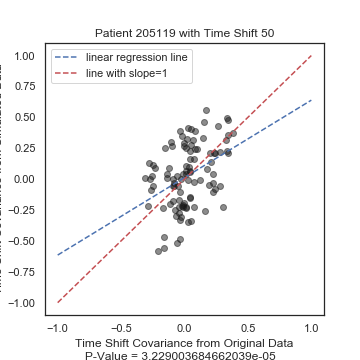 Patient 205119 with Time Shift 50
linear regression line
line with slope=1
1.00
0.75
0.50
0.25
0.00
−0.25
−0.50
−0.75
−1.00
−1.0
−0.5
0.0
0.5
1.0
Time Shift Covariance from Original Data
P-Value = 3.229003684662039e-05